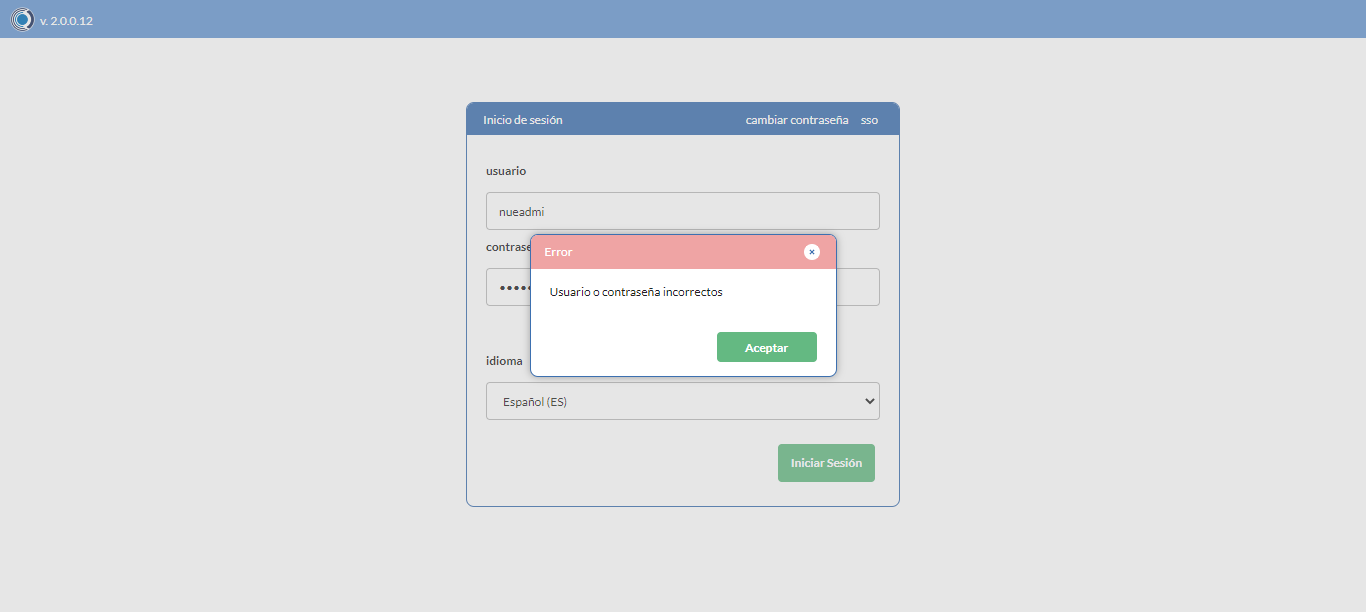 v. 2.0.0.12
Inicio de sesión cambiar contraseña sso
usuario
nueadmi
contrase
Error
Usuario o contraseña incorrectos
Aceptar
idioma
Español (ES)
Iniciar Sesión